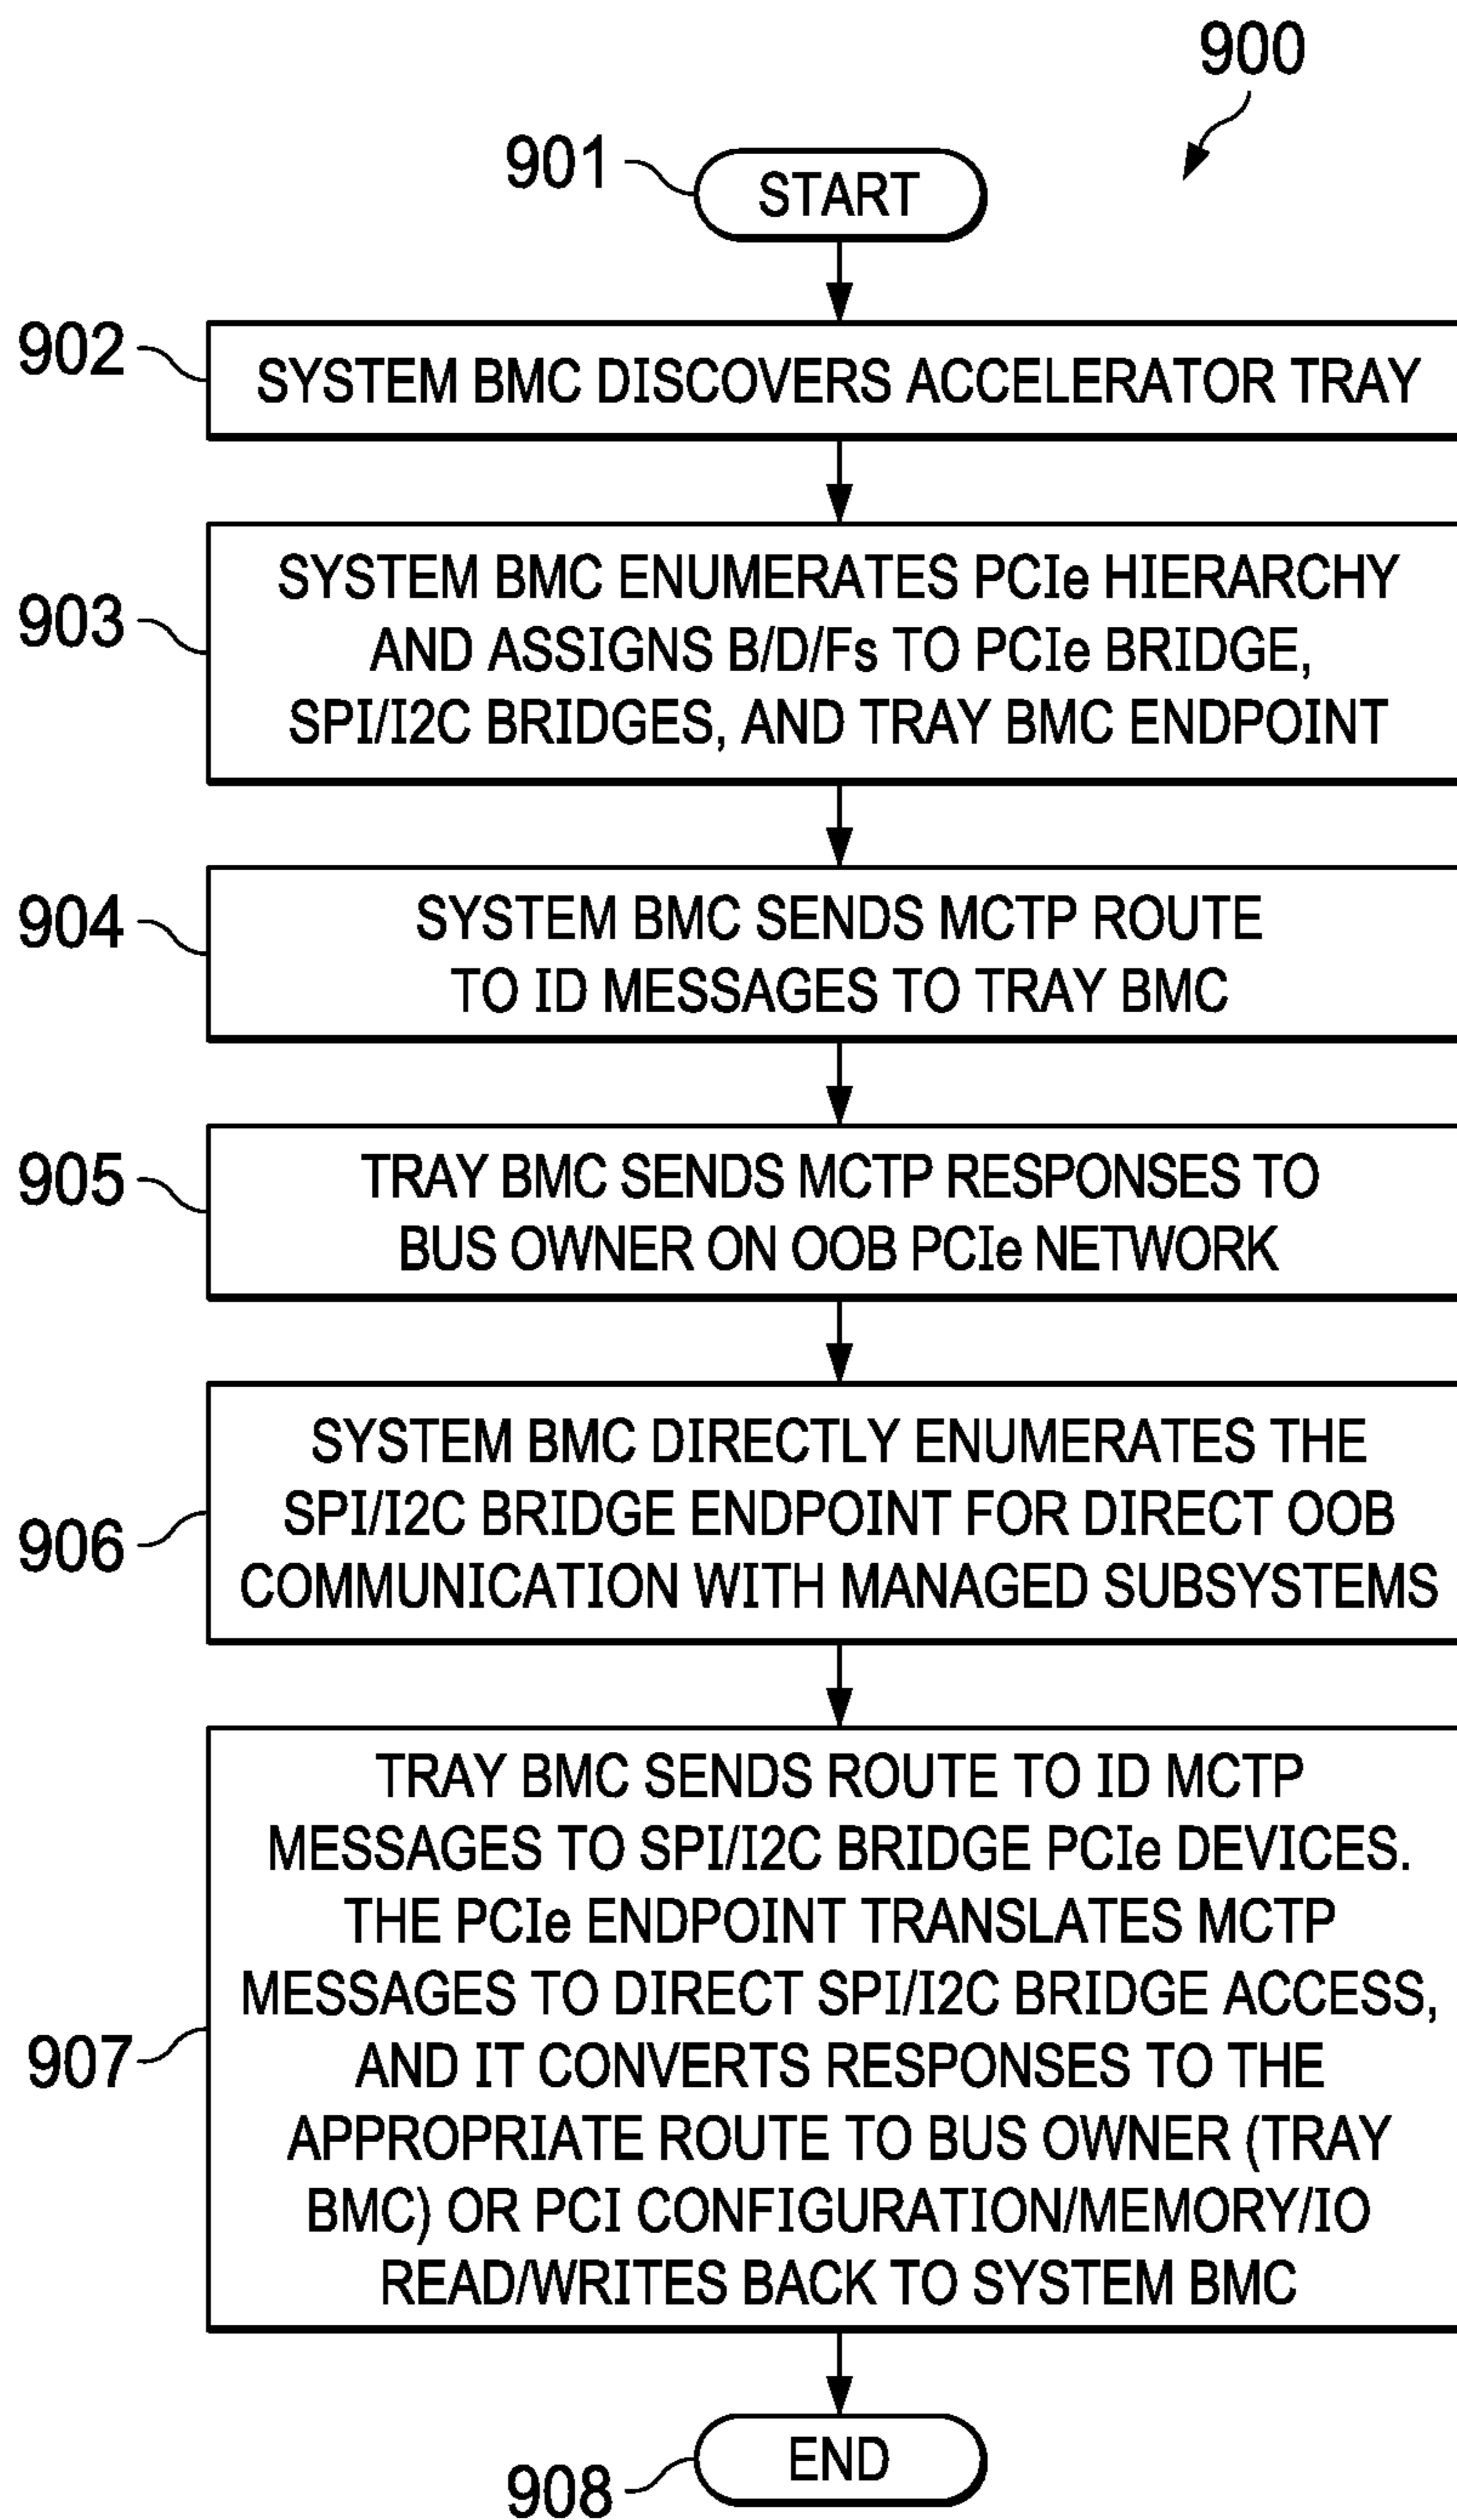 900
901
START
902
SYSTEM BMC DISCOVERS ACCELERATOR TRAY
903
SYSTEM BMC ENUMERATES PCIe HIERARCHY
AND ASSIGNS B/D/Fs TO PCIe BRIDGE,
SPI/I2C BRIDGES, AND TRAY BMC ENDPOINT
904
SYSTEM BMC SENDS MCTP ROUTE
TO ID MESSAGES TO TRAY BMC
905
TRAY BMC SENDS MCTP RESPONSES TO
BUS OWNER ON OOB PCIe NETWORK
906
SYSTEM BMC DIRECTLY ENUMERATES THE
SPI/I2C BRIDGE ENDPOINT FOR DIRECT OOB
COMMUNICATION WITH MANAGED SUBSYSTEMS
907
TRAY BMC SENDS ROUTE TO ID MCTP
MESSAGES TO SPI/I2C BRIDGE PCIe DEVICES.
THE PCIe ENDPOINT TRANSLATES MCTP
MESSAGES TO DIRECT SPI/I2C BRIDGE ACCESS,
AND IT CONVERTS RESPONSES TO THE
APPROPRIATE ROUTE TO BUS OWNER (TRAY
BMC) OR PCI CONFIGURATION/MEMORY/IO
READ/WRITES BACK TO SYSTEM BMC
908
END